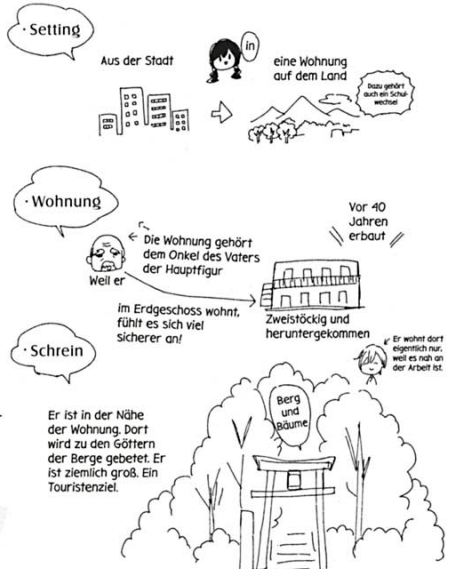 · Setting
Aus der Stadt
in
eine Wohnung
auf dem Land
Dazu gehört
auch ein Schul-
wechsel
· Wohnung
Vor 40
Jahren
erbaut
Die Wohnung gehört
dem Onkel des Vaters
der Hauptfigur
Weil er
im Erdgeschoss wohnt,
fühlt es sich viel
sicherer an!
Zweistöckig und
heruntergekommen
· Schrein
Er wohnt dort
eigentlich nur,
weil es nah an
der Arbeit ist.
Er ist in der Nähe
der Wohnung. Dort
wird zu den Göttern
der Berge gebetet. Er
ist ziemlich groß. Ein
Touristenziel.
Berg
und
Bäume